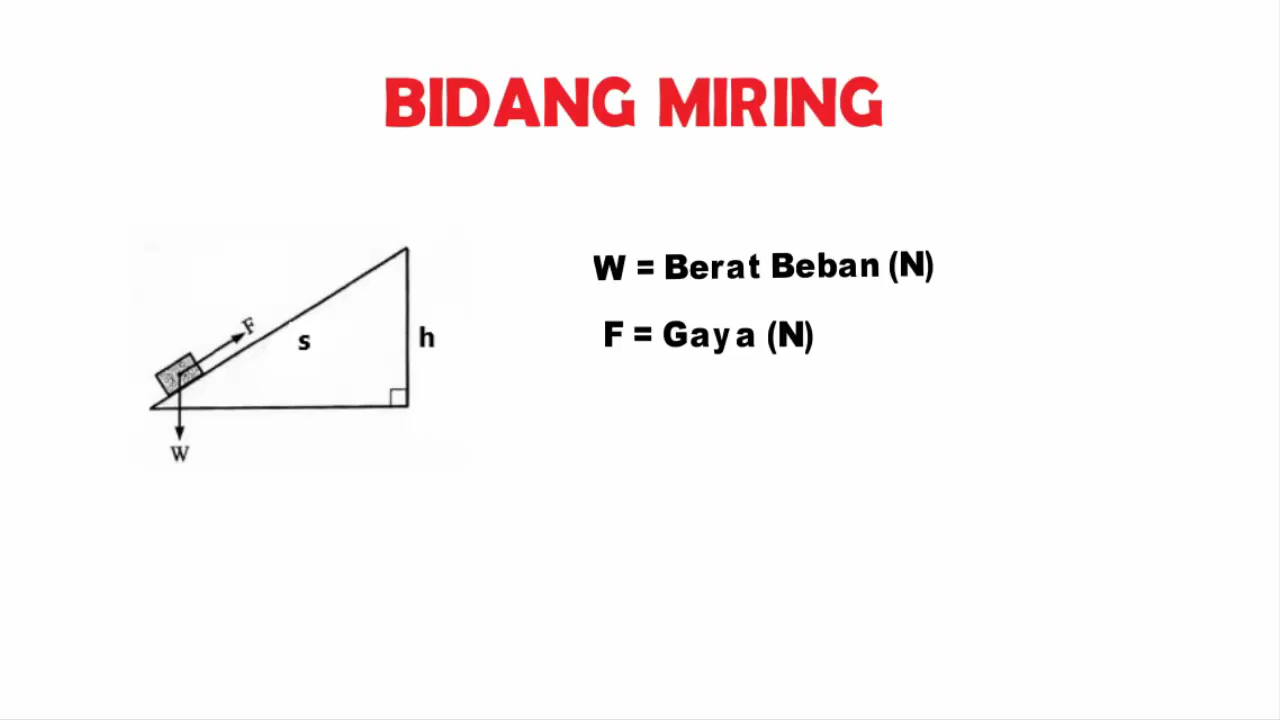 BIDANG MIRING
F
s
h
W
W = Berat Beban (N)
F = Gaya (N)